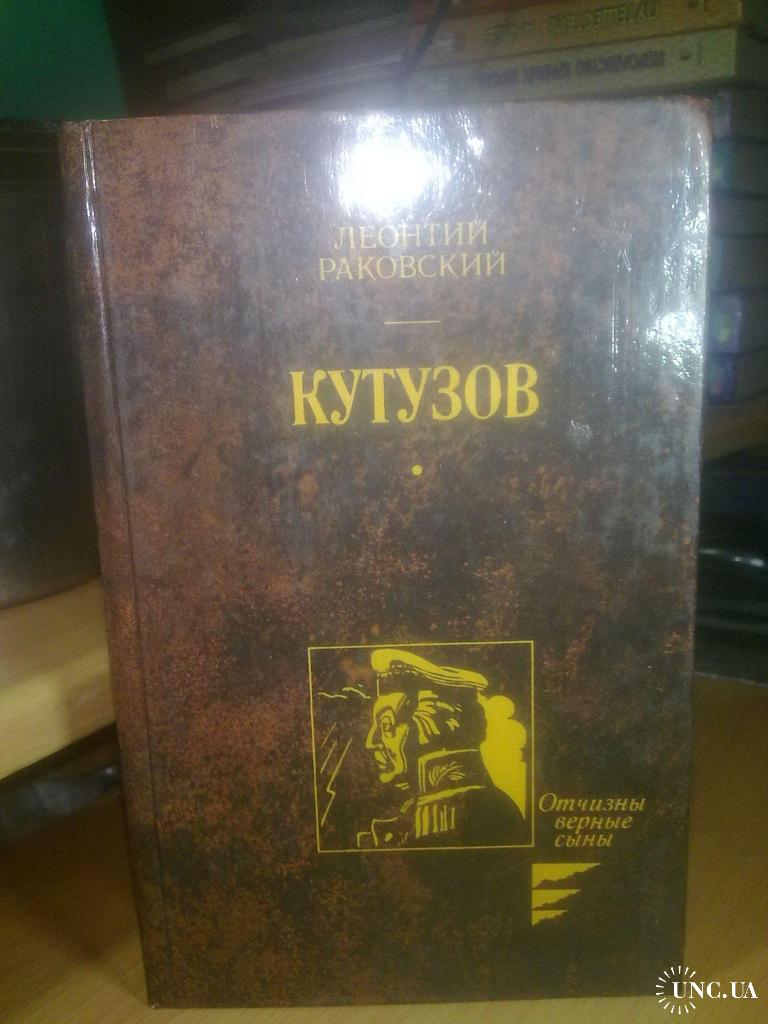 ЛЕОНТИЙ
РАКОВСКИЙ
КУТУЗОВ
Отчизны
верные
сыны
UNC.UA